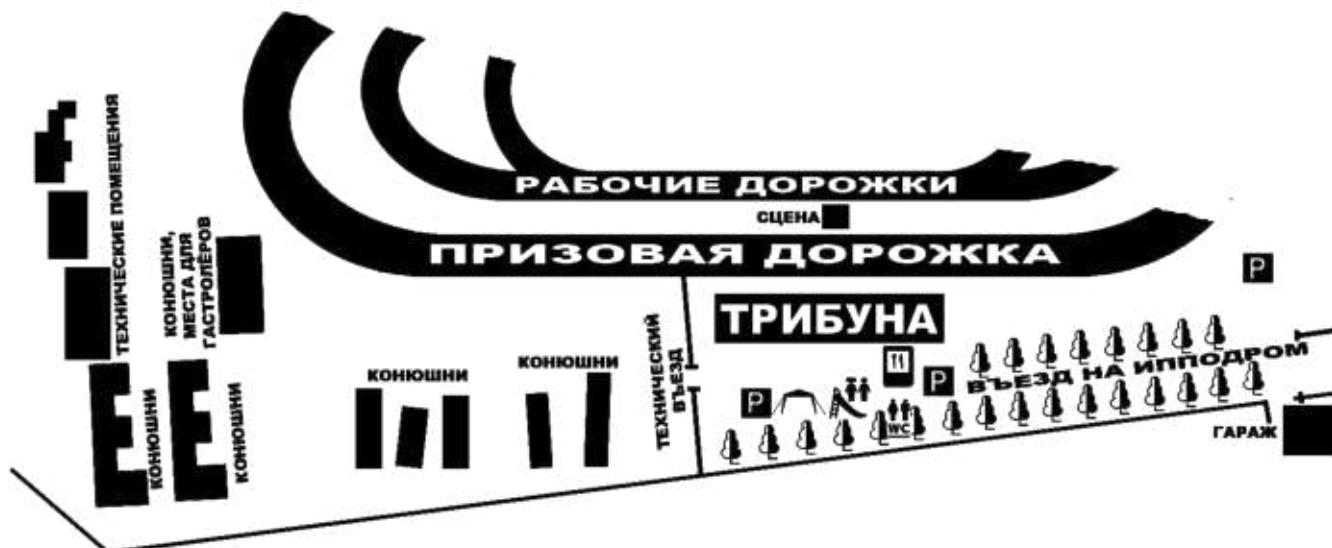 РАБОЧИЕ ДОРОЖКИ
СЦЕНА
ПРИЗОВАЯ ДОРОЖКА
ТЕХНИЧЕСКИЕ ПОМЕЩЕНИЯ
КОНЮШНИ,
МЕСТА ДЛЯ
ГАСТРОЛЁРОВ
P
ТРИБУНА
ТЕХНИЧЕСКИЙ
ВЪЕЗД
КОНЮШНИ
КОНЮШНИ
P
ВЪЕЗД НА ИППОДРОМ
P
WC
ГАРАЖ
КОНЮШНИ
КОНЮШНИ